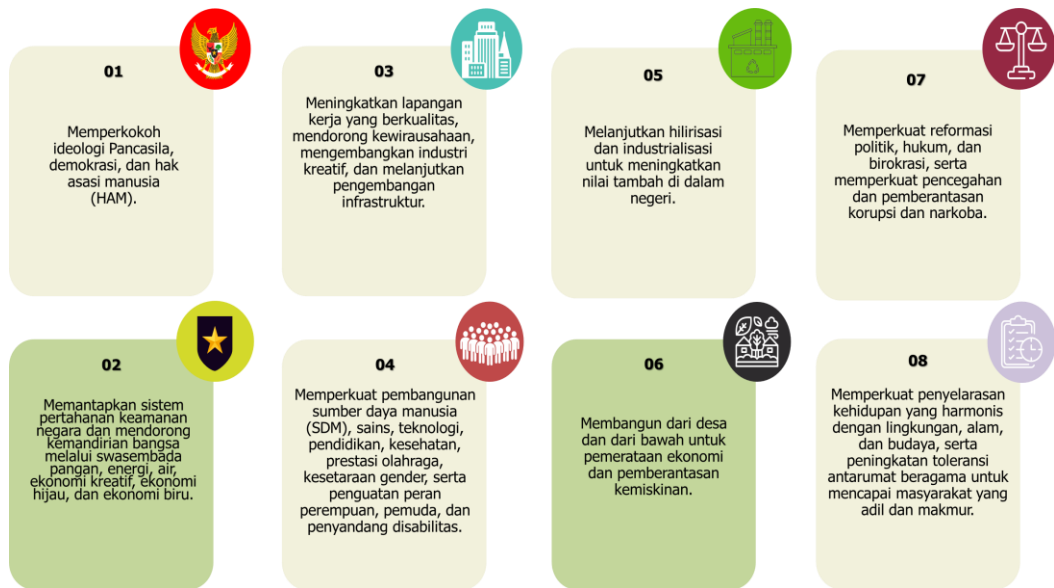 01
Memperkokoh
ideologi Pancasila,
demokrasi, dan hak
asasi manusia
(HAM).
03
Meningkatkan lapangan
kerja yang berkualitas,
mendorong kewirausahaan,
mengembangkan industri
kreatif, dan melanjutkan
pengembangan
infrastruktur.
05
Melanjutkan hilirisasi
dan industrialisasi
untuk meningkatkan
nilai tambah di dalam
negeri.
07
Memperkuat reformasi
politik, hukum, dan
birokrasi, serta
memperkuat pencegahan
dan pemberantasan
korupsi dan narkoba.
02
Memantapkan sistem
pertahanan keamanan
negara dan mendorong
kemandirian bangsa
melalui swasembada
pangan, energi, air,
ekonomi kreatif, ekonomi
hijau, dan ekonomi biru.
04
Memperkuat pembangunan
sumber daya manusia
(SDM), sains, teknologi,
pendidikan, kesehatan,
prestasi olahraga,
kesetaraan gender, serta
penguatan peran
perempuan, pemuda, dan
penyandang disabilitas.
06
Membangun dari desa
dan dari bawah untuk
pemerataan ekonomi
dan pemberantasan
kemiskinan.
08
Memperkuat penyelarasan
kehidupan yang harmonis
dengan lingkungan, alam,
dan budaya, serta
peningkatan toleransi
antarumat beragama untuk
mencapai masyarakat yang
adil dan makmur.